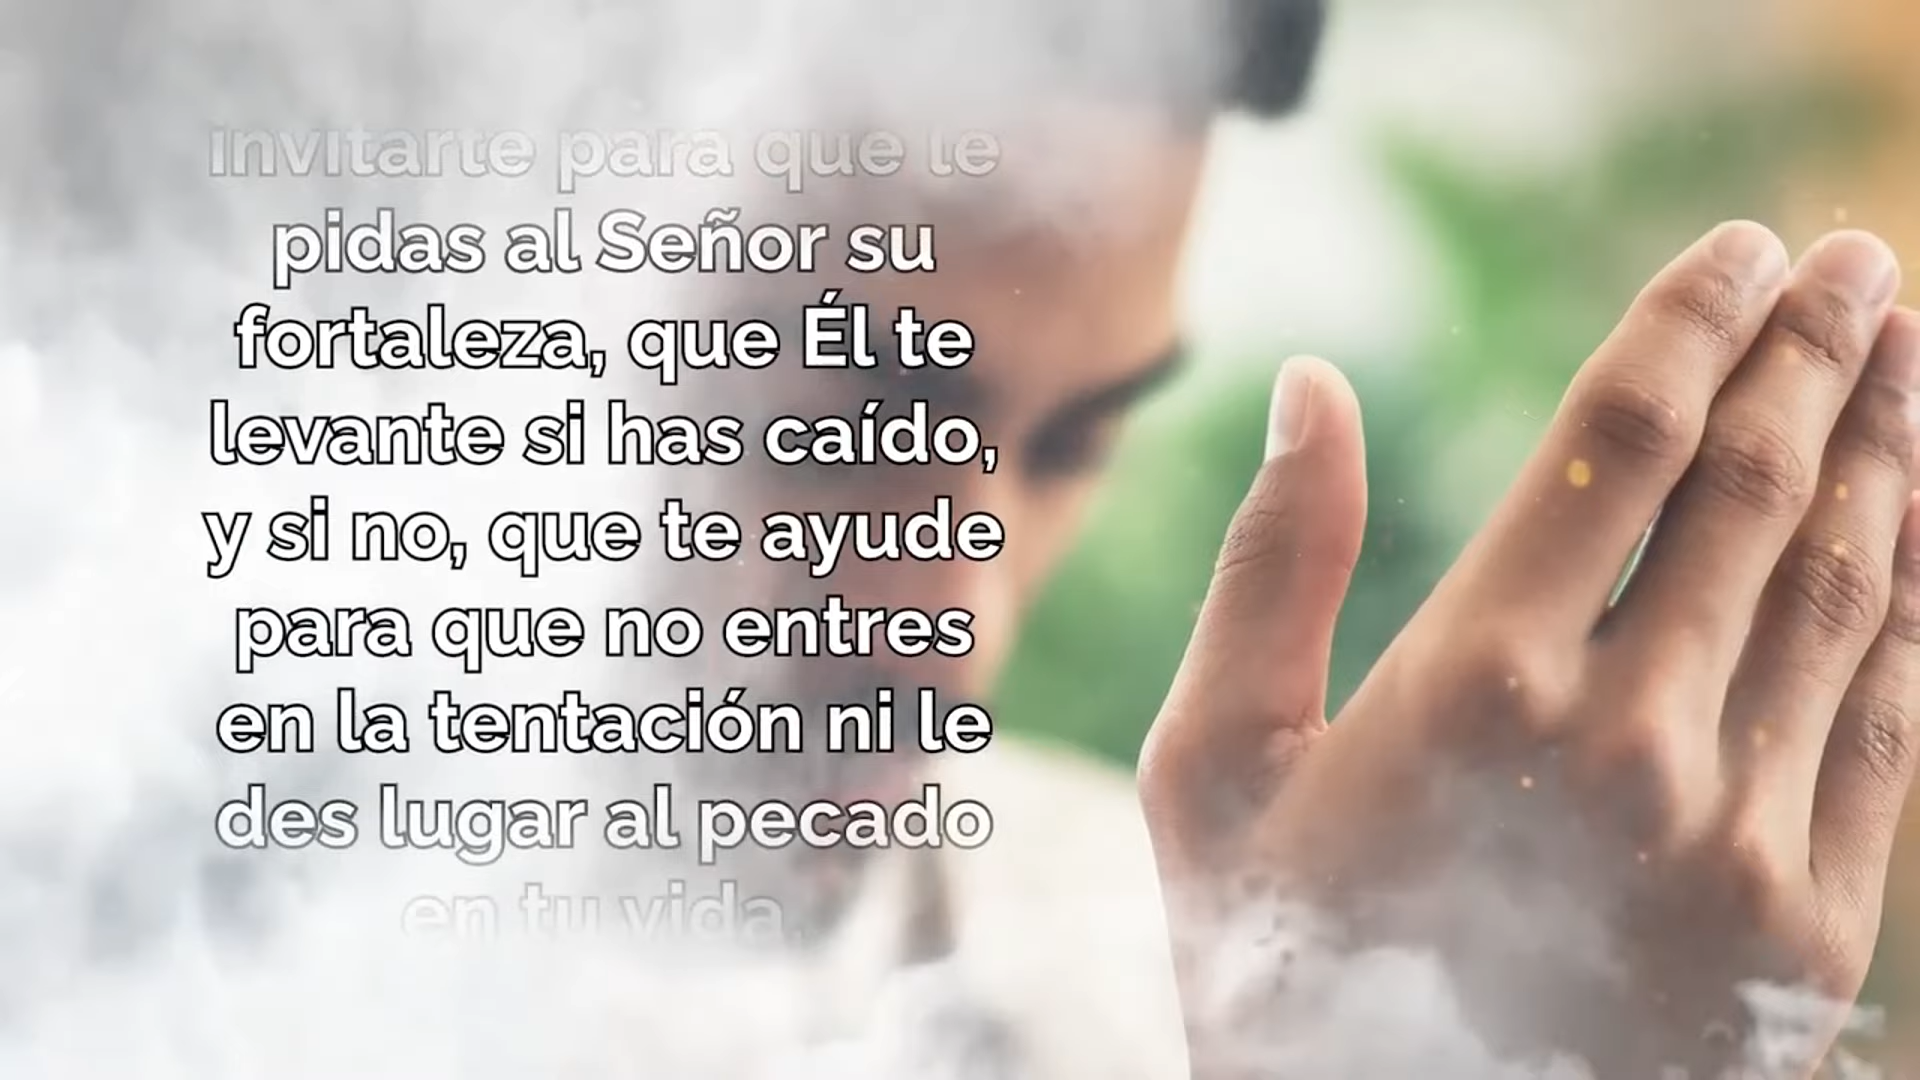 invitarte para que le
pidas al Señor su
fortaleza, que Él te
levante si has caído,
y si no, que te ayude
para que no entres
en la tentación ni le
des lugar al pecado
en tu vida.